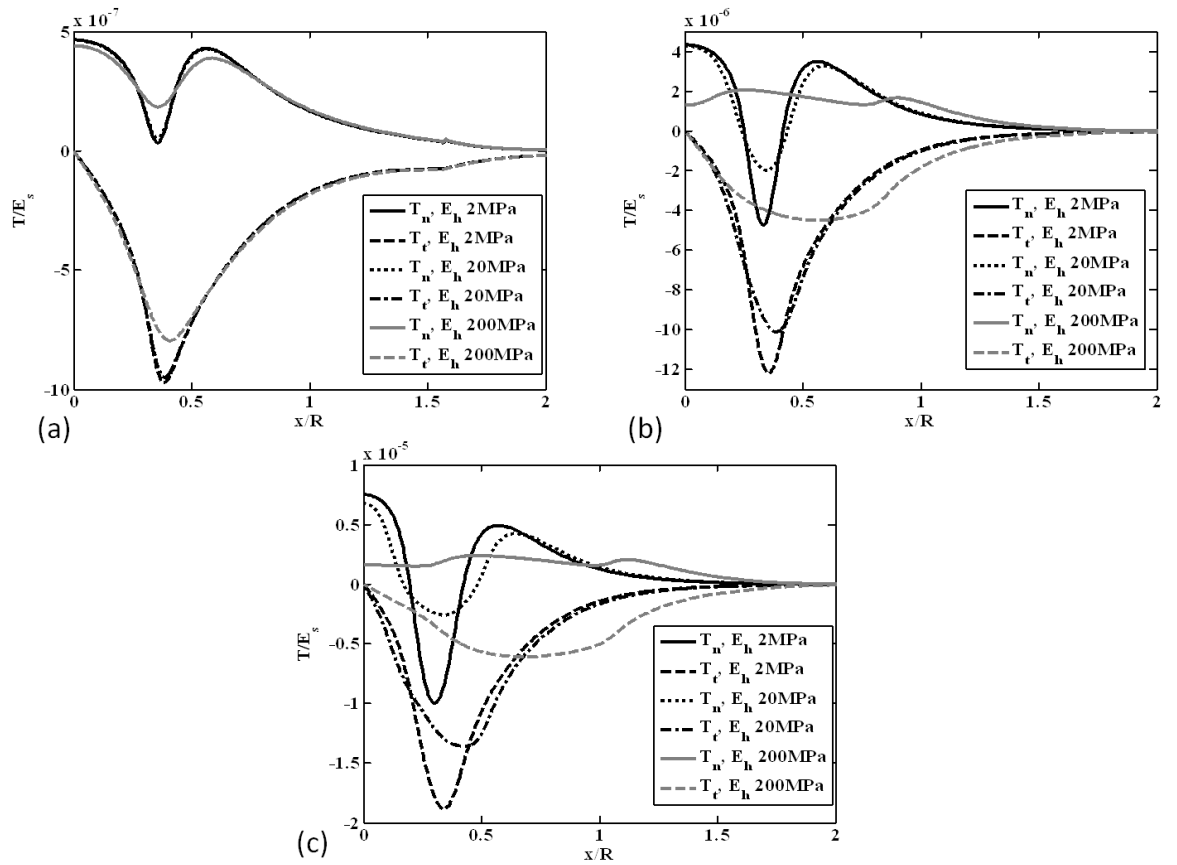 x 10^-7
5
0
-5
-10
T/E_s
0 0.5 1 1.5 2
x/R
T_n, E_h 2MPa
T_t, E_h 2MPa
T_n, E_h 20MPa
T_t, E_h 20MPa
T_n, E_h 200MPa
T_t, E_h 200MPa
(a)
x 10^-6
4
2
0
-2
-4
-6
-8
-10
-12
T/E_s
0 0.5 1 1.5 2
x/R
T_n, E_h 2MPa
T_t, E_h 2MPa
T_n, E_h 20MPa
T_t, E_h 20MPa
T_n, E_h 200MPa
T_t, E_h 200MPa
(b)
x 10^-5
1
0.5
0
-0.5
-1
-1.5
-2
T/E_s
0 0.5 1 1.5 2
x/R
T_n, E_h 2MPa
T_t, E_h 2MPa
T_n, E_h 20MPa
T_t, E_h 20MPa
T_n, E_h 200MPa
T_t, E_h 200MPa
(c)